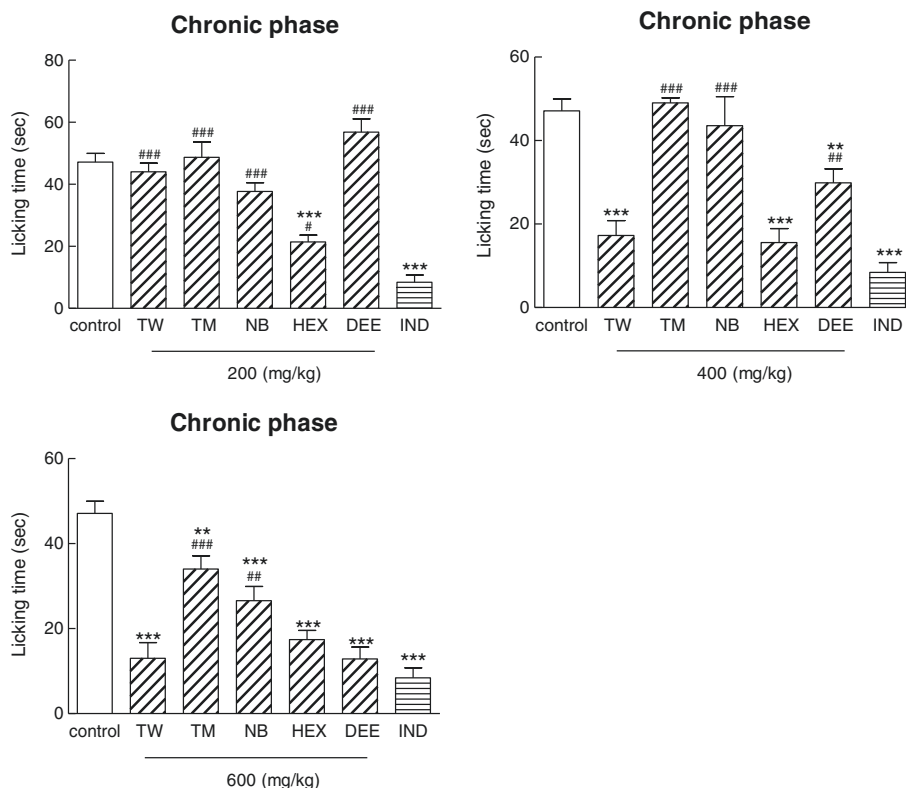 Chronic phase
80
60
40
20
0
Licking time (sec)
###
###
###
***
#
###
***
control TW TM NB HEX DEE IND
200 (mg/kg)
Chronic phase
60
40
20
0
Licking time (sec)
***
###
###
***
**
##
***
control TW TM NB HEX DEE IND
400 (mg/kg)
Chronic phase
60
40
20
0
Licking time (sec)
***
**
###
***
##
***
***
***
control TW TM NB HEX DEE IND
600 (mg/kg)